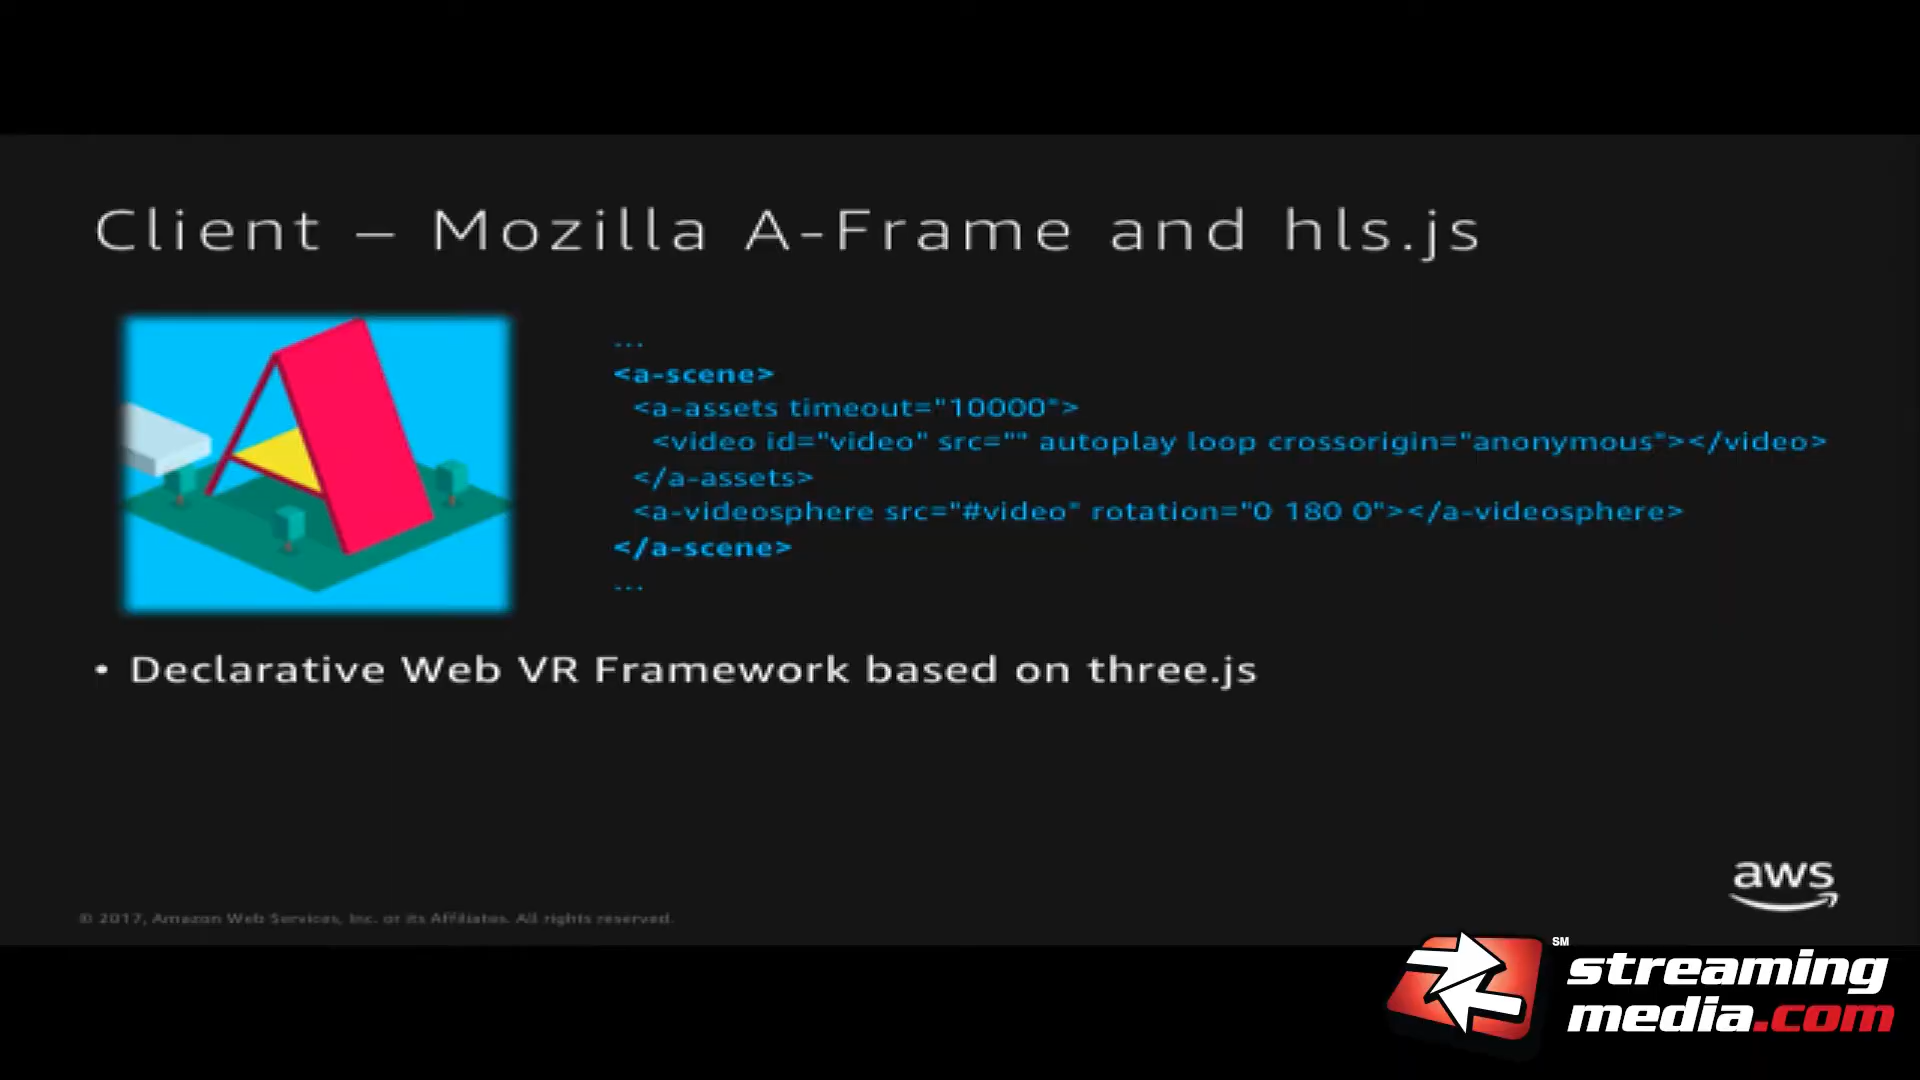 Client – Mozilla A-Frame and hls.js
...
<a-scene>
<a-assets timeout="10000">
<video id="video" src="" autoplay loop crossorigin="anonymous"></video>
</a-assets>
<a-videosphere src="#video" rotation="0 180 0"></a-videosphere>
</a-scene>
...
• Declarative Web VR Framework based on three.js
aws
© 2017, Amazon Web Services, Inc. or its Affiliates. All rights reserved.
SM
streaming
media.com